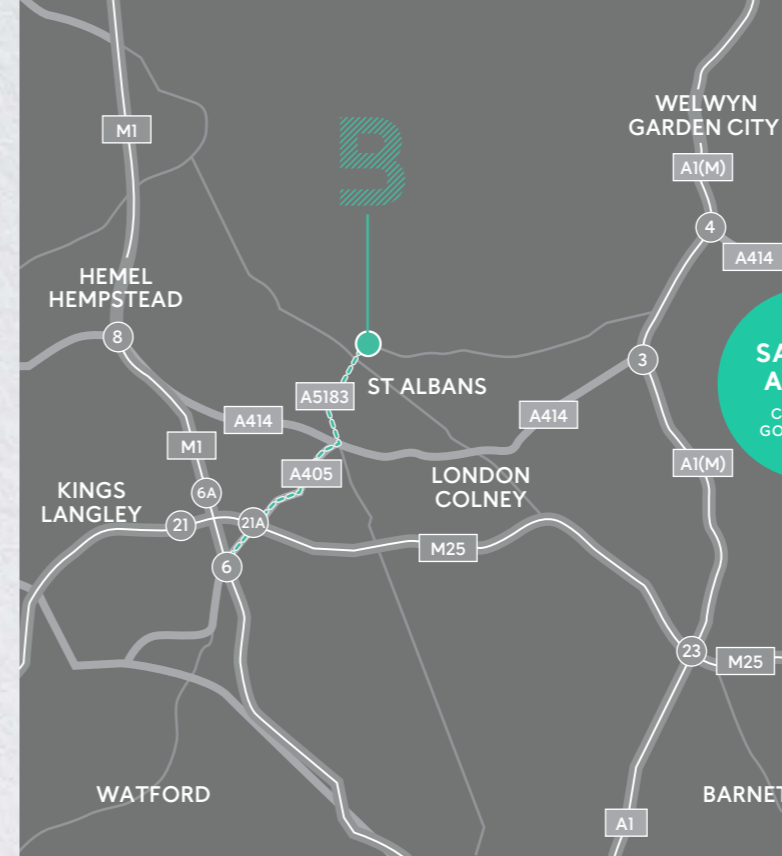 M1
B
WELWYN
GARDEN CITY
A1(M)
4
A414
HEMEL
HEMPSTEAD
8
3
A5183
ST ALBANS
A414
A414
M1
A1(M)
A405
LONDON
COLNEY
KINGS
LANGLEY
6A
21
21A
M25
6
23
M25
WATFORD
BARNET
A1